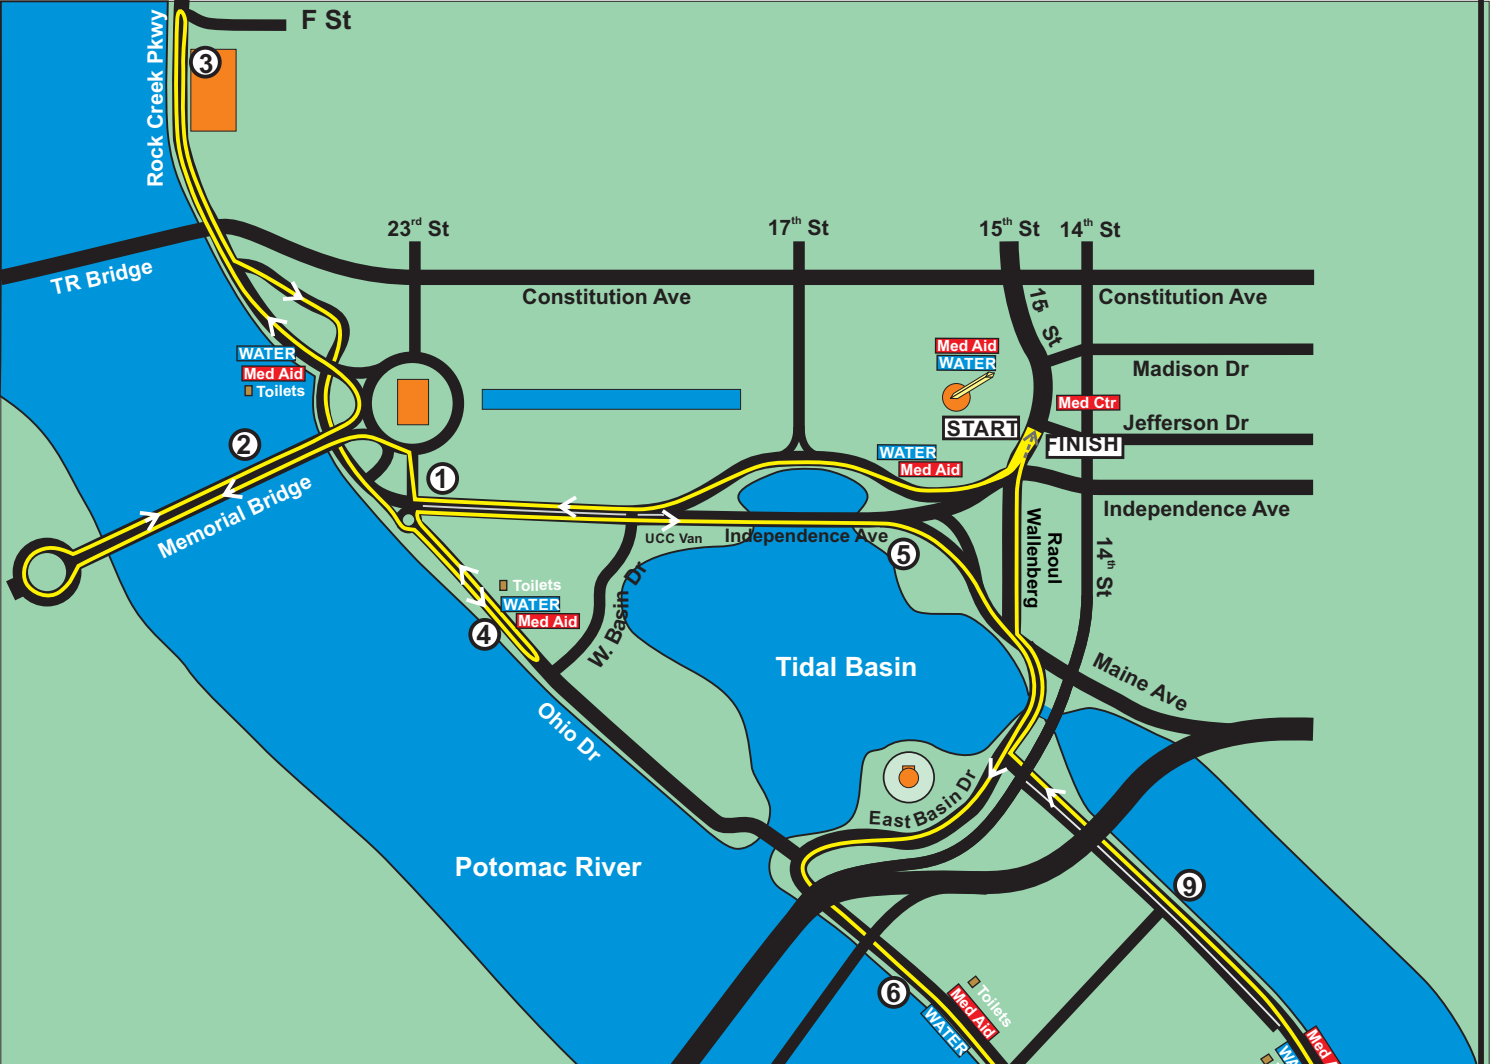 F St
Rock Creek Pkwy
3
23rd St
17th St
15th St
14th St
TR Bridge
Constitution Ave
Constitution Ave
15 St
WATER
Med Aid
Toilets
Med Aid
WATER
Madison Dr
Med Ctr
START
Jefferson Dr
FINISH
2
WATER
Med Aid
1
Memorial Bridge
Independence Ave
UCC Van
Independence Ave
5
Raoul
Wallenberg
14th St
Toilets
WATER
Med Aid
4
W. Basin Dr
Tidal Basin
Maine Ave
Ohio Dr
East Basin Dr
Potomac River
9
6
Toilets
Med Aid
WATER
Med